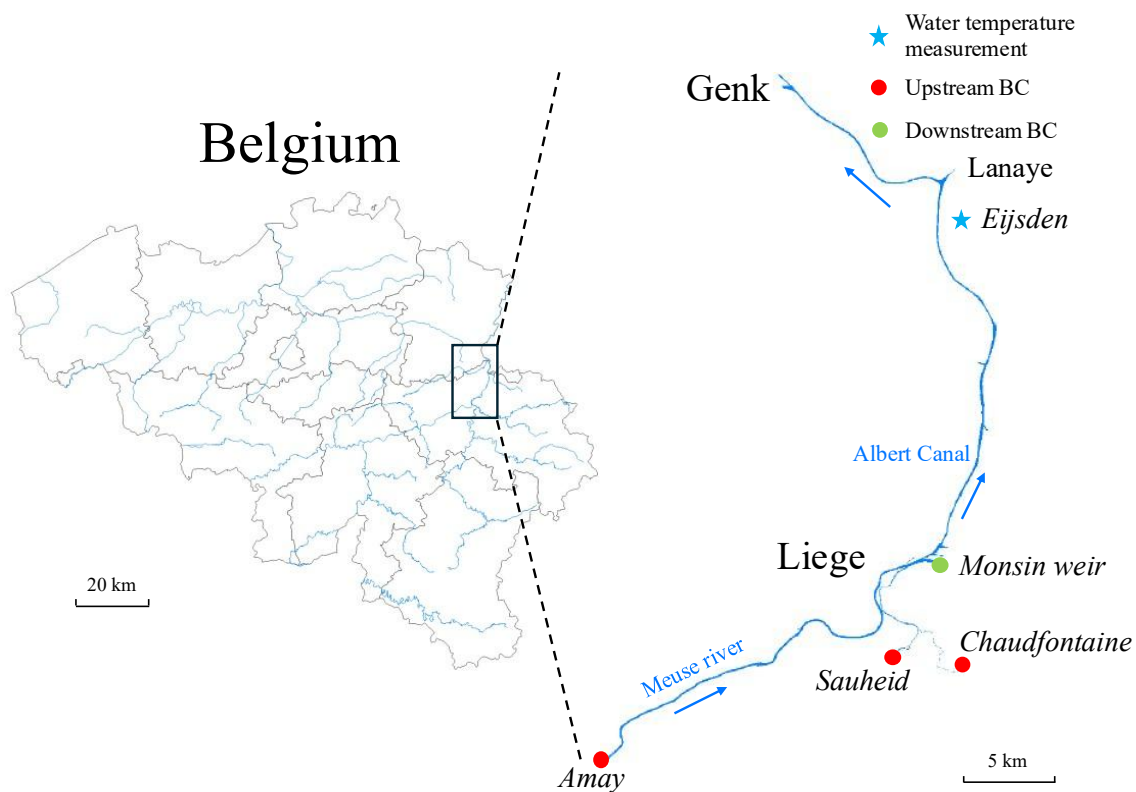 Water temperature
measurement
Upstream BC
Downstream BC
Belgium
Genk
Lanaye
Eijsden
Albert Canal
Liege
Monsin weir
Chaudfontaine
Sauheid
Meuse river
Amay
20 km
5 km